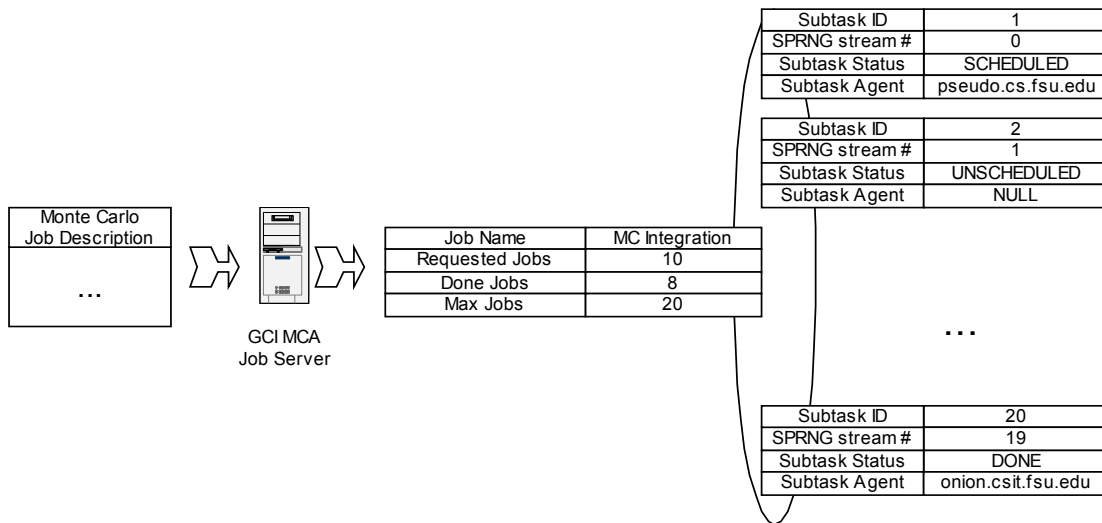 Monte Carlo
Job Description
...
GCI MCA
Job Server
Job Name MC Integration
Requested Jobs 10
Done Jobs 8
Max Jobs 20
Subtask ID 1
SPRNG stream # 0
Subtask Status SCHEDULED
Subtask Agent pseudo.cs.fsu.edu
Subtask ID 2
SPRNG stream # 1
Subtask Status UNSCHEDULED
Subtask Agent NULL
...
Subtask ID 20
SPRNG stream # 19
Subtask Status DONE
Subtask Agent onion.csit.fsu.edu